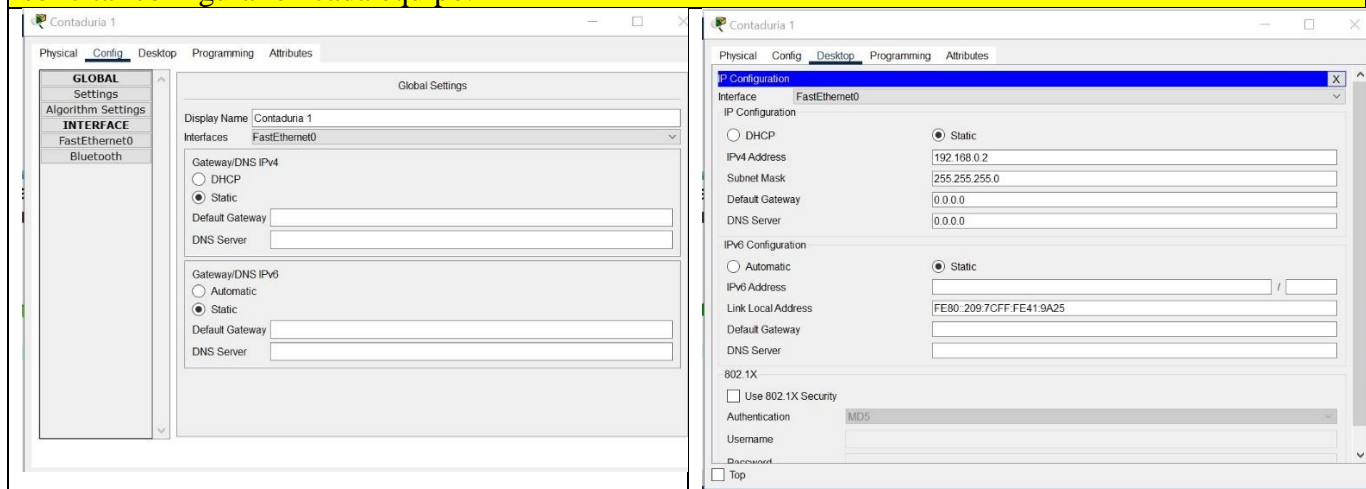 Contaduria 1
Physical Config Desktop Programming Attributes
GLOBAL
Settings
Algorithm Settings
INTERFACE
FastEthernet0
Bluetooth
Global Settings
Display Name Contaduria 1
Interfaces FastEthernet0
Gateway/DNS IPv4
DHCP
Static
Default Gateway
DNS Server
Gateway/DNS IPv6
Automatic
Static
Default Gateway
DNS Server
Contaduria 1
Physical Config Desktop Programming Attributes
IP Configuration X
Interface FastEthernet0
IP Configuration
DHCP Static
IPv4 Address 192.168.0.2
Subnet Mask 255.255.255.0
Default Gateway 0.0.0.0
DNS Server 0.0.0.0
IPv6 Configuration
Automatic Static
IPv6 Address /
Link Local Address FE80::209:7CFF:FE41:9A25
Default Gateway
DNS Server
802.1X
Use 802.1X Security
Authentication MD5
Username
Password
Top